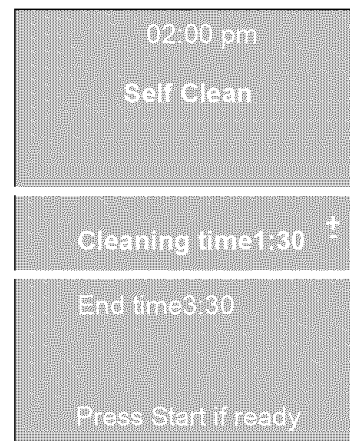 02:00 pm
Self Clean
+
-
Cleaning time1:30
End time3:30
Press Start if ready